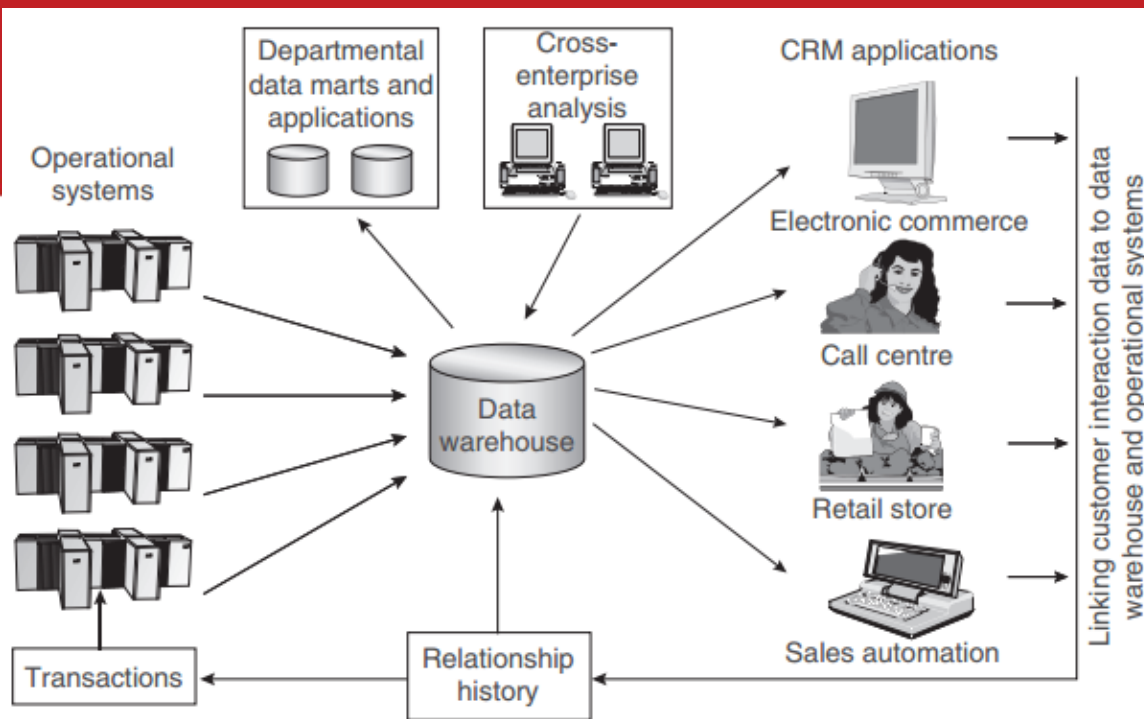 Departmental
data marts and
applications
Cross-
enterprise
analysis
CRM applications
Operational
systems
Electronic commerce
Call centre
Data
warehouse
Retail store
Sales automation
Transactions
Relationship
history
Linking customer interaction data to data
warehouse and operational systems